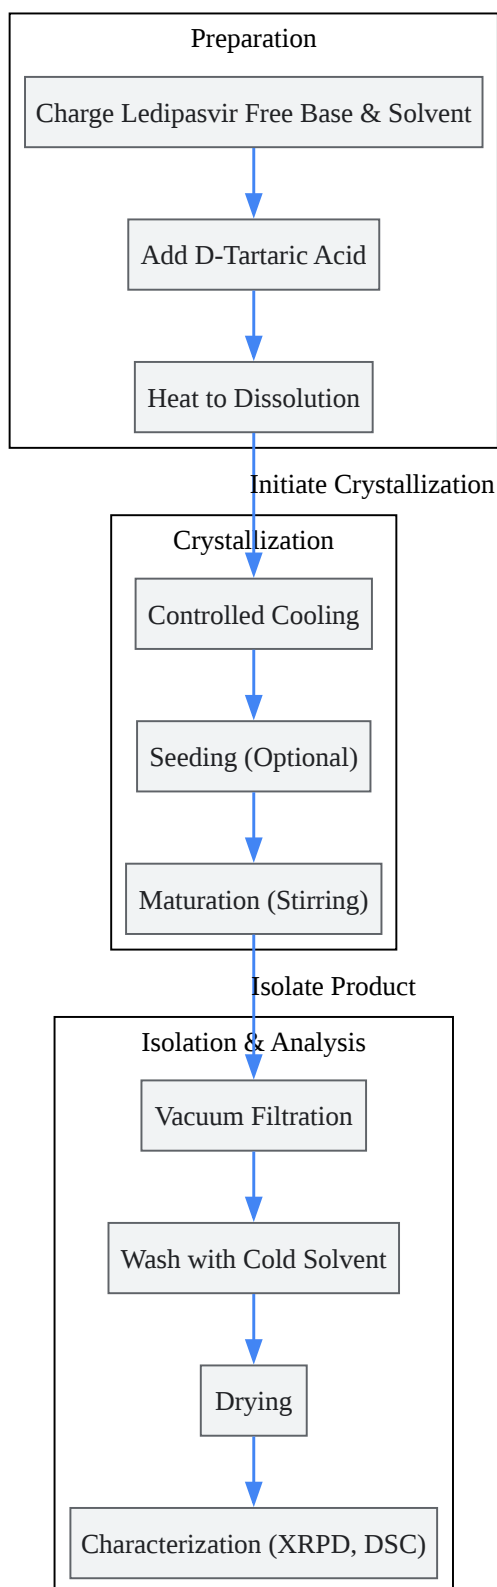 Preparation
Charge Ledipasvir Free Base & Solvent
Add D-Tartaric Acid
Heat to Dissolution
Initiate Crystallization
Crystallization
Controlled Cooling
Seeding (Optional)
Maturation (Stirring)
Isolate Product
Isolation & Analysis
Vacuum Filtration
Wash with Cold Solvent
Drying
Characterization (XRPD, DSC)